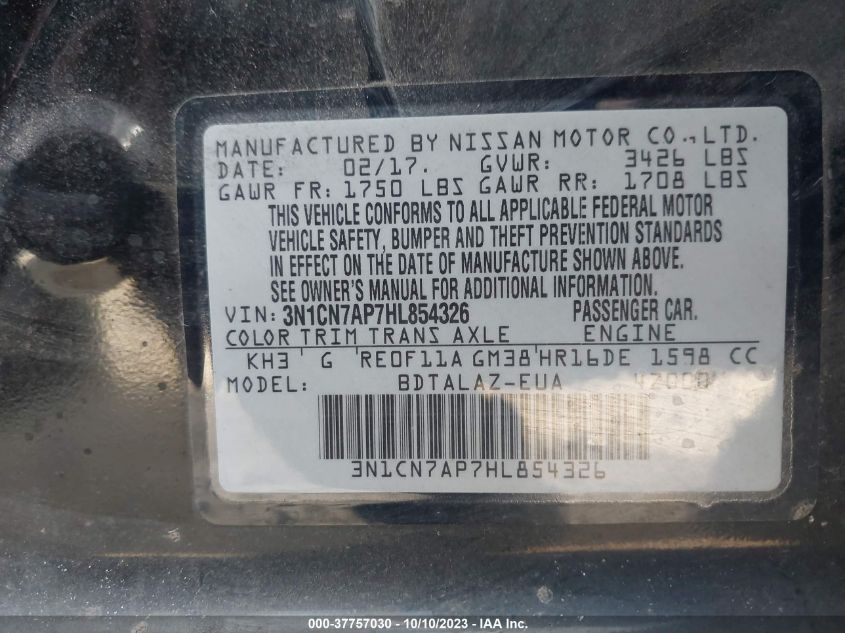 MANUFACTURED BY NISSAN MOTOR CO.,LTD.
DATE: 02/17. GVWR: 3426 LBS
GAWR FR: 1750 LBS GAWR RR: 1708 LBS
THIS VEHICLE CONFORMS TO ALL APPLICABLE FEDERAL MOTOR
VEHICLE SAFETY, BUMPER AND THEFT PREVENTION STANDARDS
IN EFFECT ON THE DATE OF MANUFACTURE SHOWN ABOVE.
SEE OWNER'S MANUAL FOR ADDITIONAL INFORMATION.
VIN: 3N1CN7AP7HL854326 PASSENGER CAR.
COLOR TRIM TRANS AXLE ENGINE
KH3 G RE0F11A GM38 HR16DE 1598 CC
MODEL: BDTALAZ-EUA
3N1CN7AP7HL854326
000-37757030 - 10/10/2023 - IAA Inc.